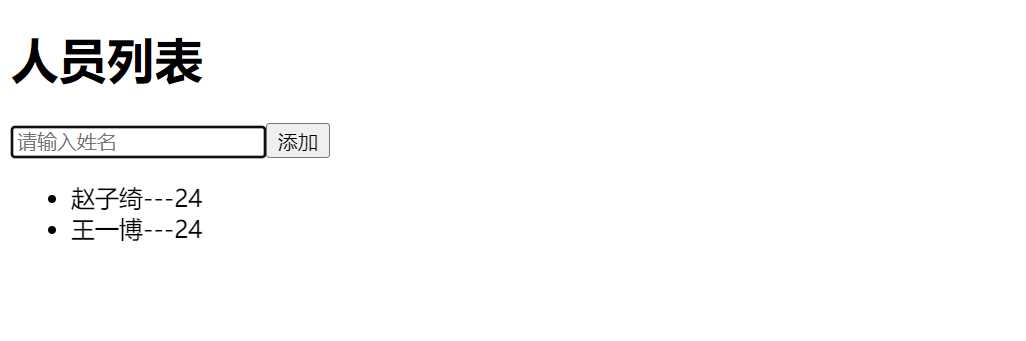 人员列表
请输入姓名 添加
赵子绮---24
王一博---24